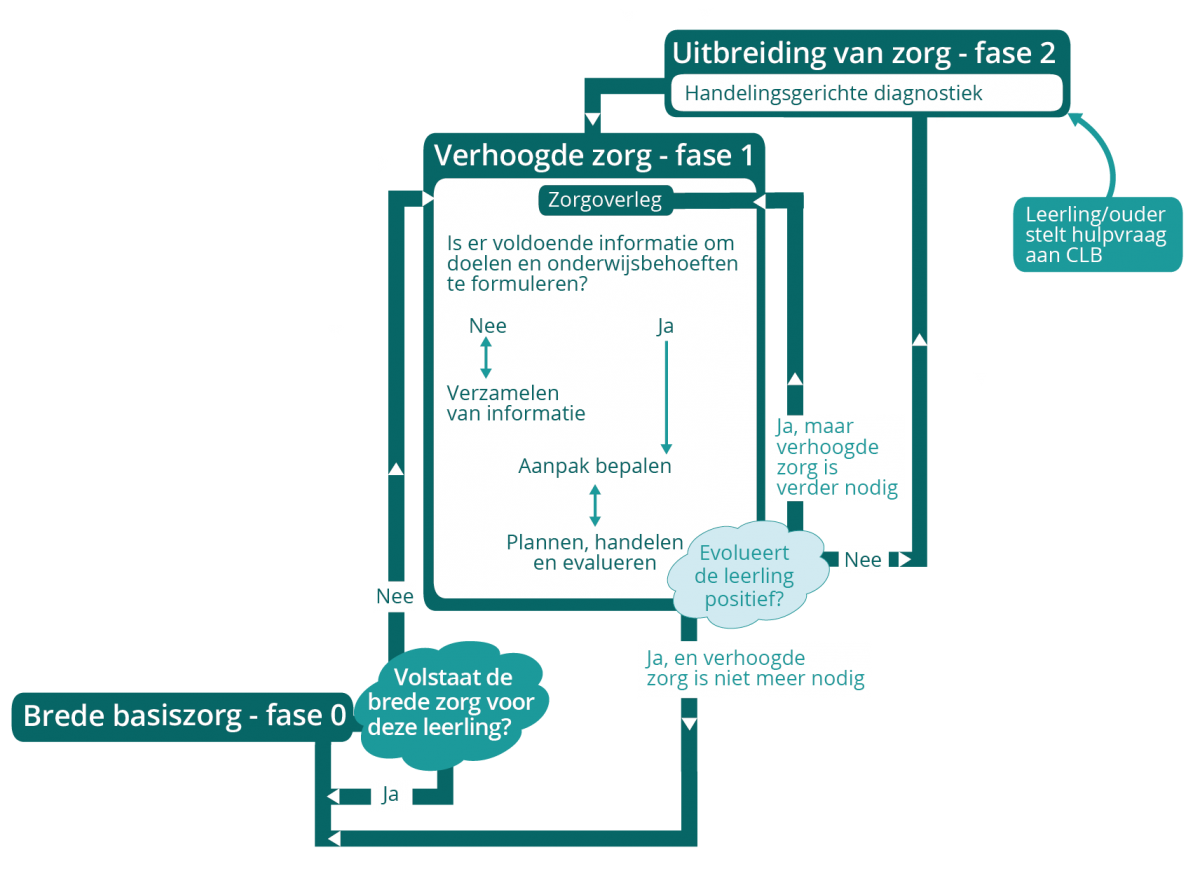 Uitbreiding van zorg - fase 2
Handelingsgerichte diagnostiek
Verhoogde zorg - fase 1
Zorgoverleg
Leerling/ouder
stelt hulpvraag
aan CLB
Is er voldoende informatie om
doelen en onderwijsbehoeften
te formuleren?
Nee
Ja
Verzamelen
van informatie
Aanpak bepalen
Plannen, handelen
en evalueren
Ja, maar
verhoogde
zorg is
verder nodig
Evolueert
de leerling
positief?
Nee
Nee
Ja, en verhoogde
zorg is niet meer nodig
Volstaat de
brede zorg voor
deze leerling?
Brede basiszorg - fase 0
Ja